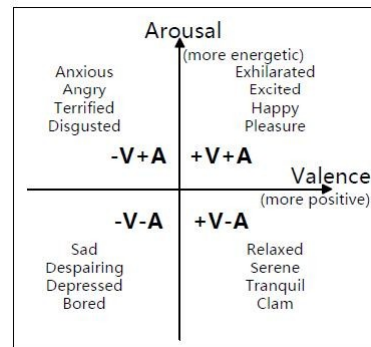 Arousal
(more energetic)
Anxious
Angry
Terrified
Disgusted
Exhilarated
Excited
Happy
Pleasure
-V+A
+V+A
Valence
(more positive)
-V-A
+V-A
Sad
Despairing
Depressed
Bored
Relaxed
Serene
Tranquil
Clam